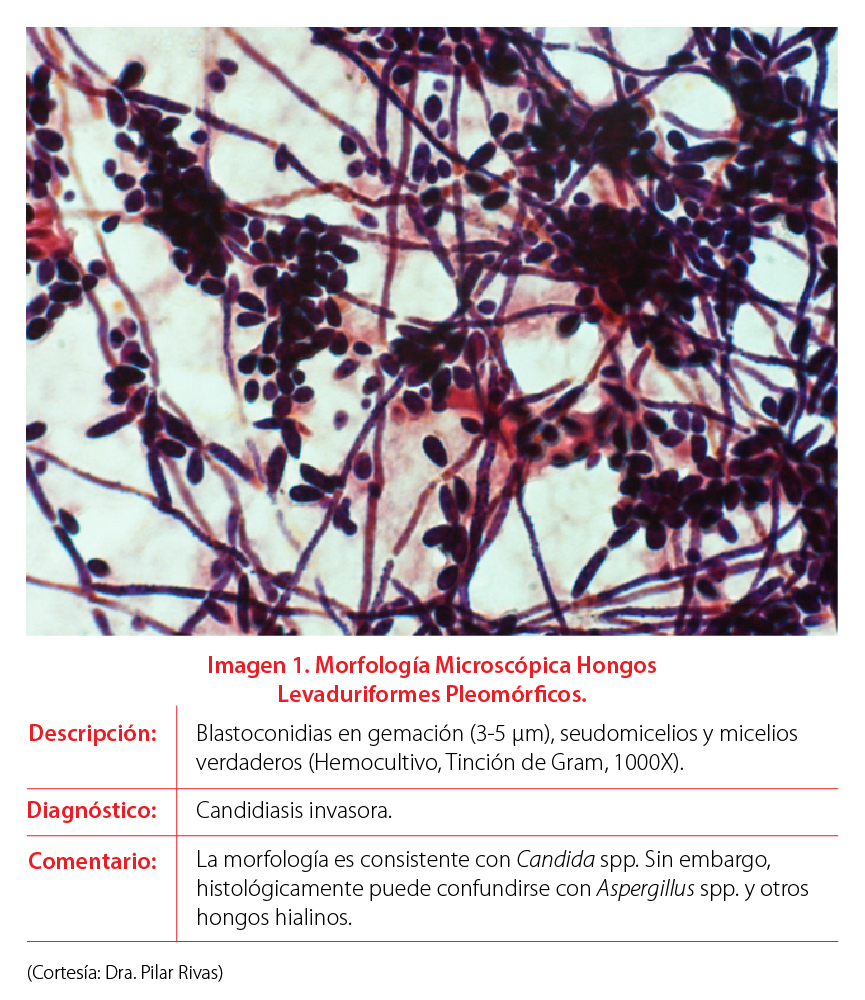 Imagen 1. Morfología Microscópica Hongos
Levaduriformes Pleomórficos.
Descripción:
Blastoconidias en gemación (3-5 µm), seudomicelios y micelios
verdaderos (Hemocultivo, Tinción de Gram, 1000X).
Diagnóstico:
Candidiasis invasora.
Comentario:
La morfología es consistente con Candida spp. Sin embargo,
histológicamente puede confundirse con Aspergillus spp. y otros
hongos hialinos.
(Cortesía: Dra. Pilar Rivas)